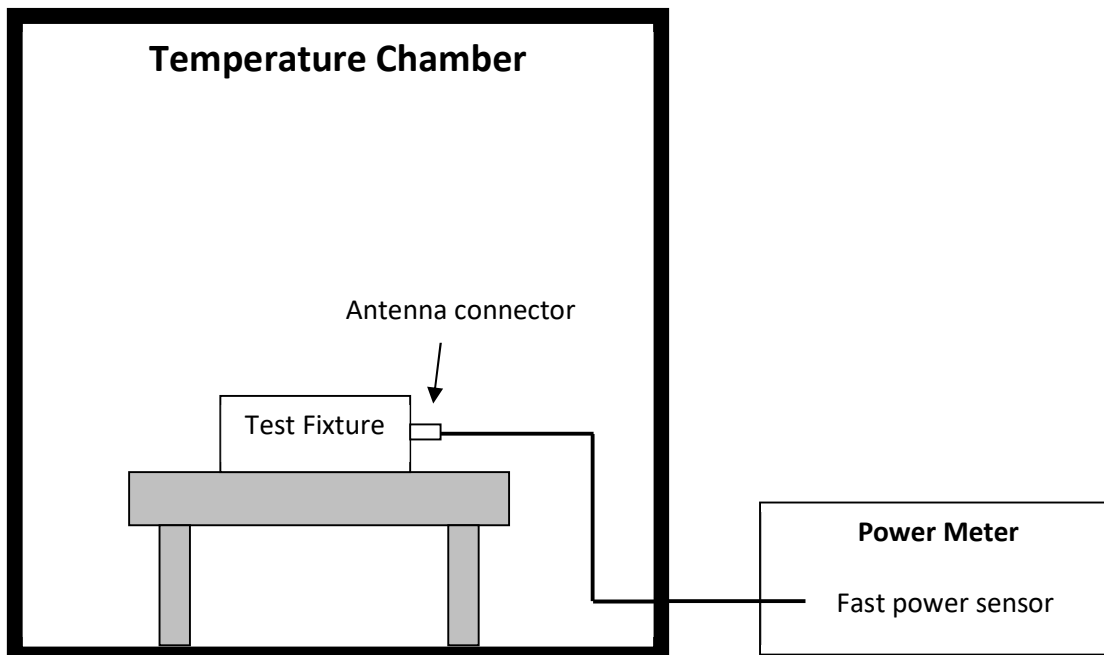 Temperature Chamber
Antenna connector
Test Fixture
Power Meter
Fast power sensor